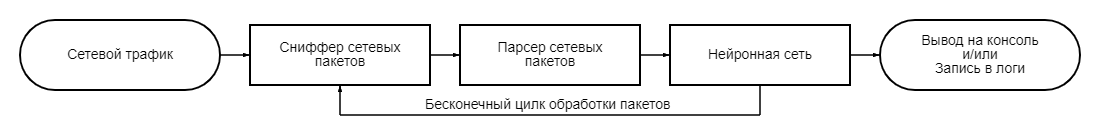 Сетевой трафик
Сниффер сетевых
пакетов
Парсер сетевых
пакетов
Нейронная сеть
Вывод на консоль
и/или
Запись в логи
Бесконечный цилк обработки пакетов